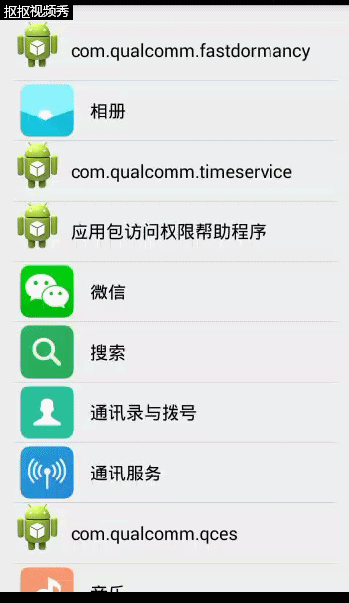 抠抠视频秀
com.qualcomm.fastdormancy
相册
com.qualcomm.timeservice
应用包访问权限帮助程序
微信
搜索
通讯录与拨号
通讯服务
com.qualcomm.qces
音乐